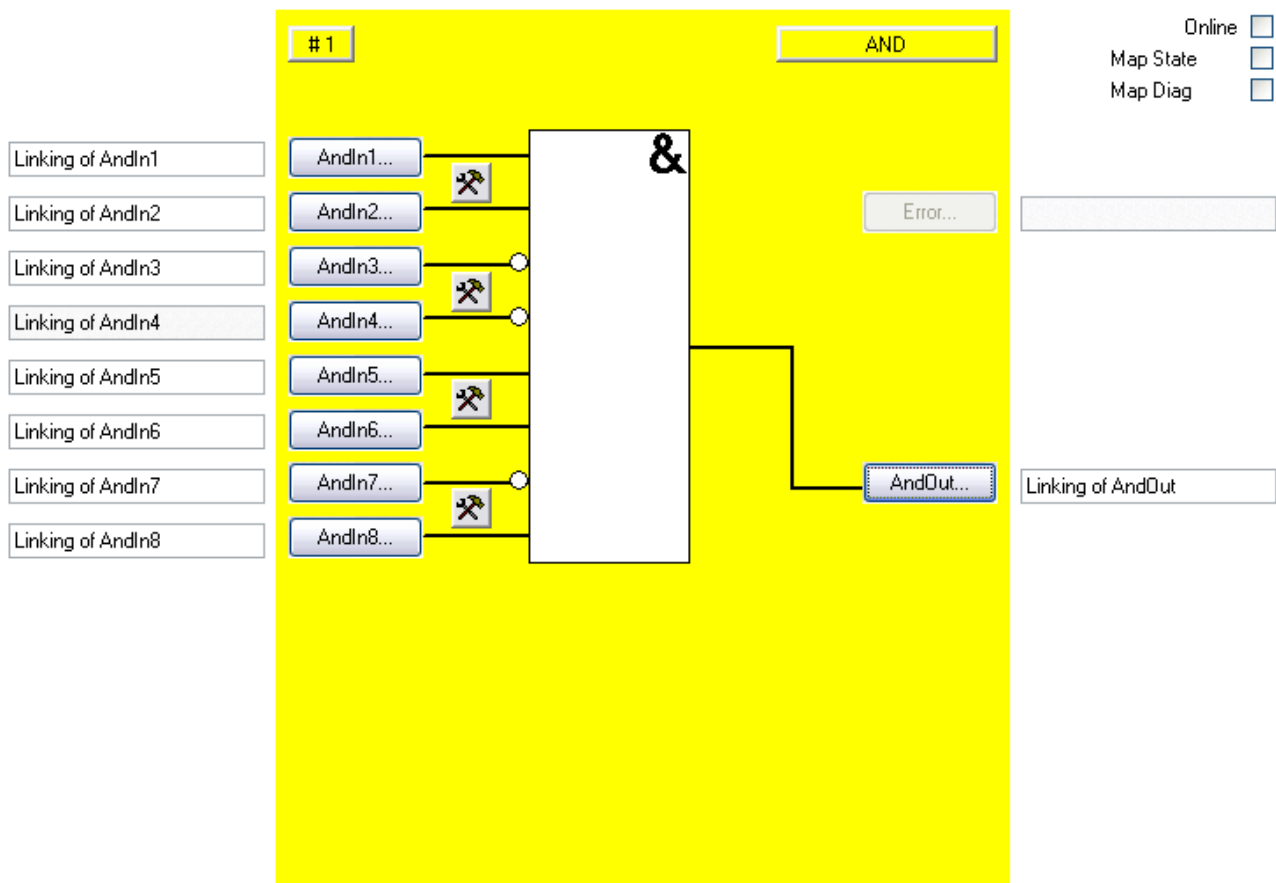 #1
AND
Online
Map State
Map Diag
&
Linking of AndIn1
AndIn1...
Linking of AndIn2
AndIn2...
Error...
Linking of AndIn3
AndIn3...
Linking of AndIn4
AndIn4...
Linking of AndIn5
AndIn5...
Linking of AndIn6
AndIn6...
Linking of AndIn7
AndIn7...
AndOut...
Linking of AndOut
Linking of AndIn8
AndIn8...